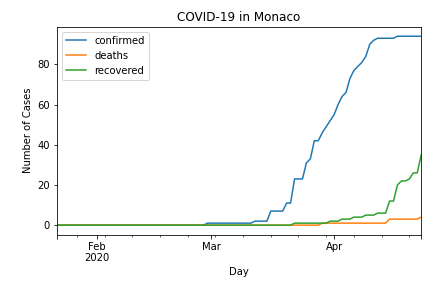 COVID-19 in Monaco
confirmed
deaths
recovered
Number of Cases
80
60
40
20
0
Feb
2020
Mar
Apr
Day